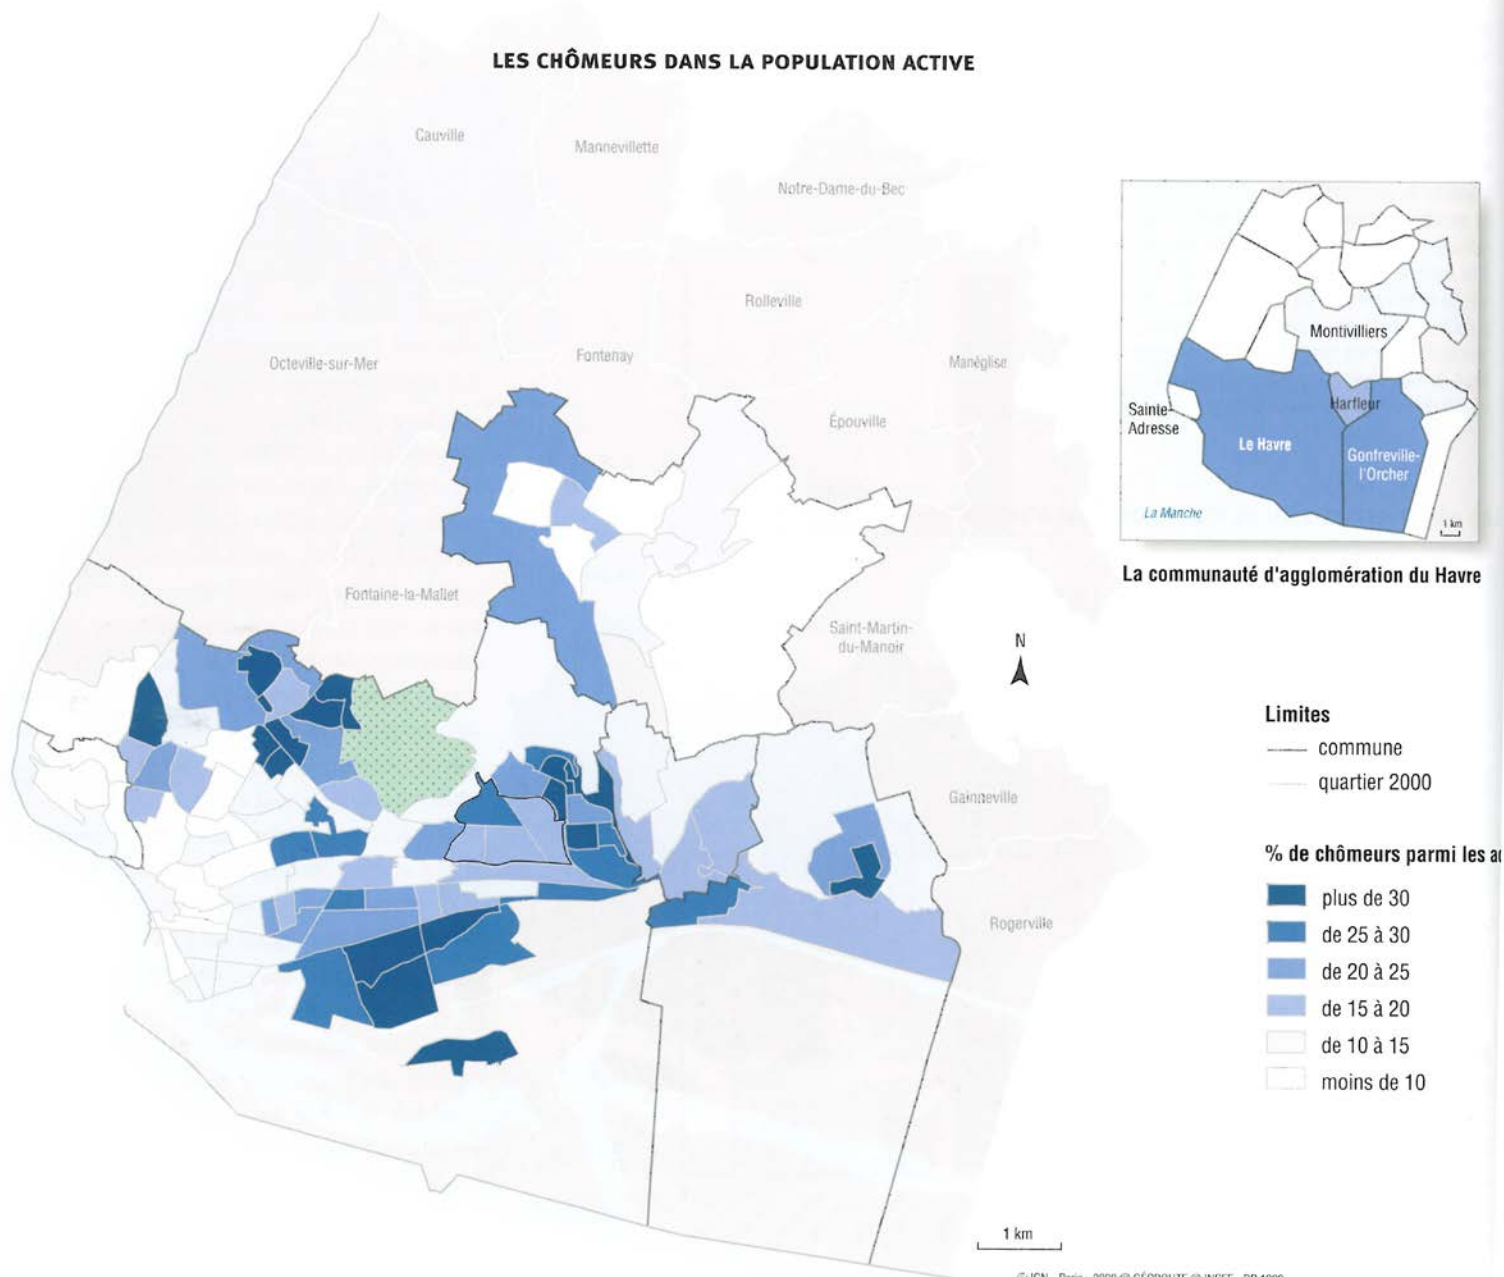 LES CHÔMEURS DANS LA POPULATION ACTIVE
Cauville
Mannevillette
Notre-Dame-du-Bec
Rolleville
Octeville-sur-Mer
Fontenay
Manéglise
Épouville
Fontaine-la-Mallet
Saint-Martin-
du-Manoir
Gainneville
Rogerville
N
1 km
Montivilliers
Harfleur
Sainte-
Adresse
Le Havre
Gonfreville-
l'Orcher
La Manche
1 km
La communauté d'agglomération du Havre
Limites
commune
quartier 2000
% de chômeurs parmi les
plus de 30
de 25 à 30
de 20 à 25
de 15 à 20
de 10 à 15
moins de 10